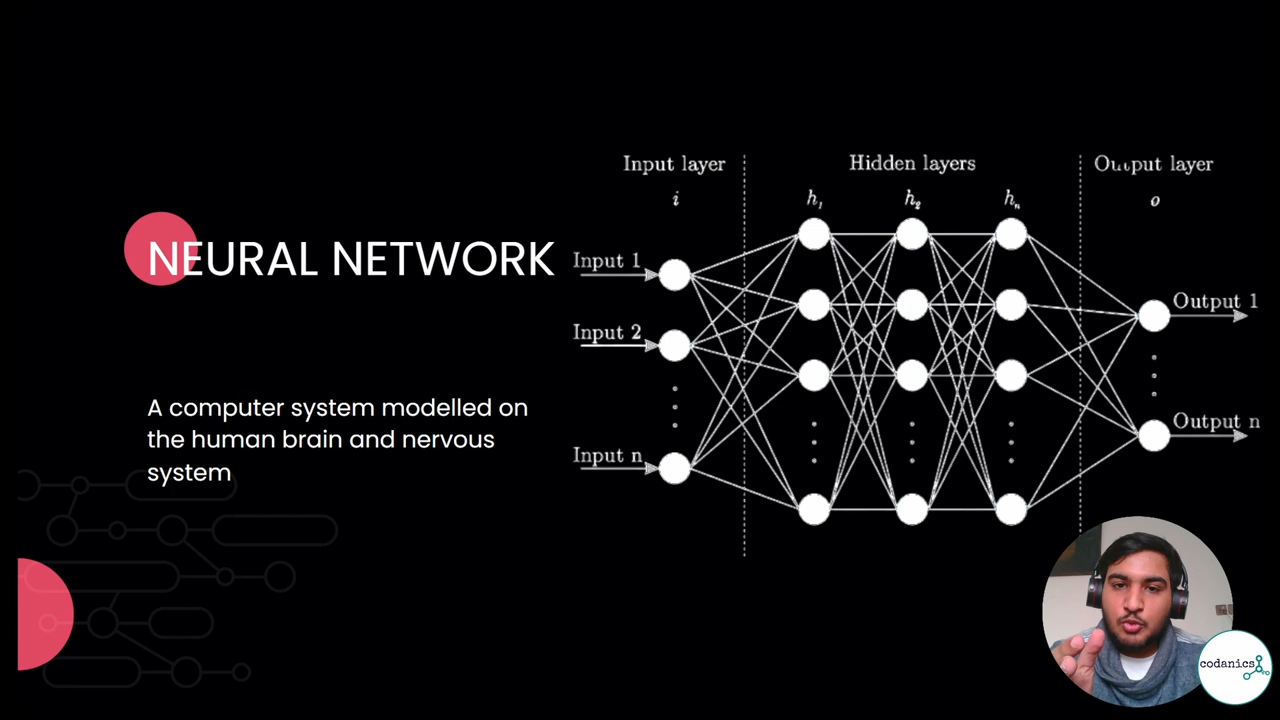 NEURAL NETWORK
A computer system modelled on
the human brain and nervous
system
Input layer
Hidden layers
Output layer
i
h1
h2
hn
o
Input 1
Input 2
Input n
Output 1
Output n
codanics